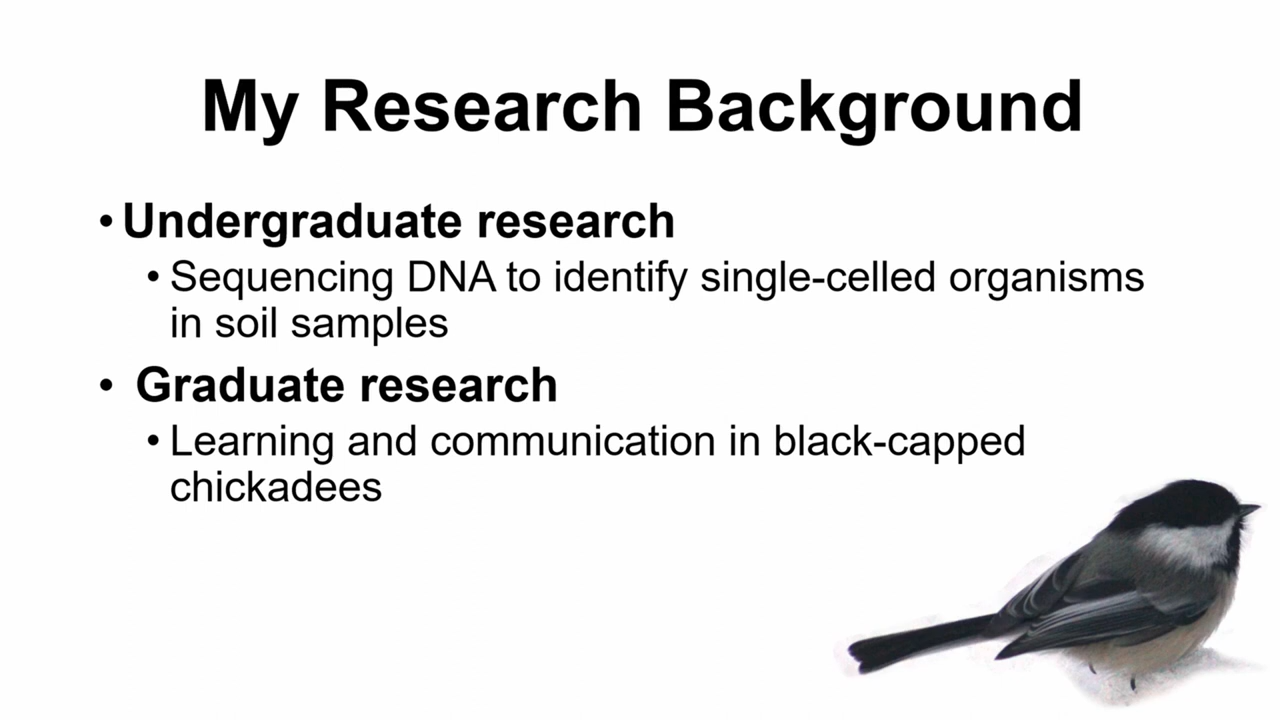 My Research Background
• Undergraduate research
• Sequencing DNA to identify single-celled organisms
in soil samples
• Graduate research
• Learning and communication in black-capped
chickadees